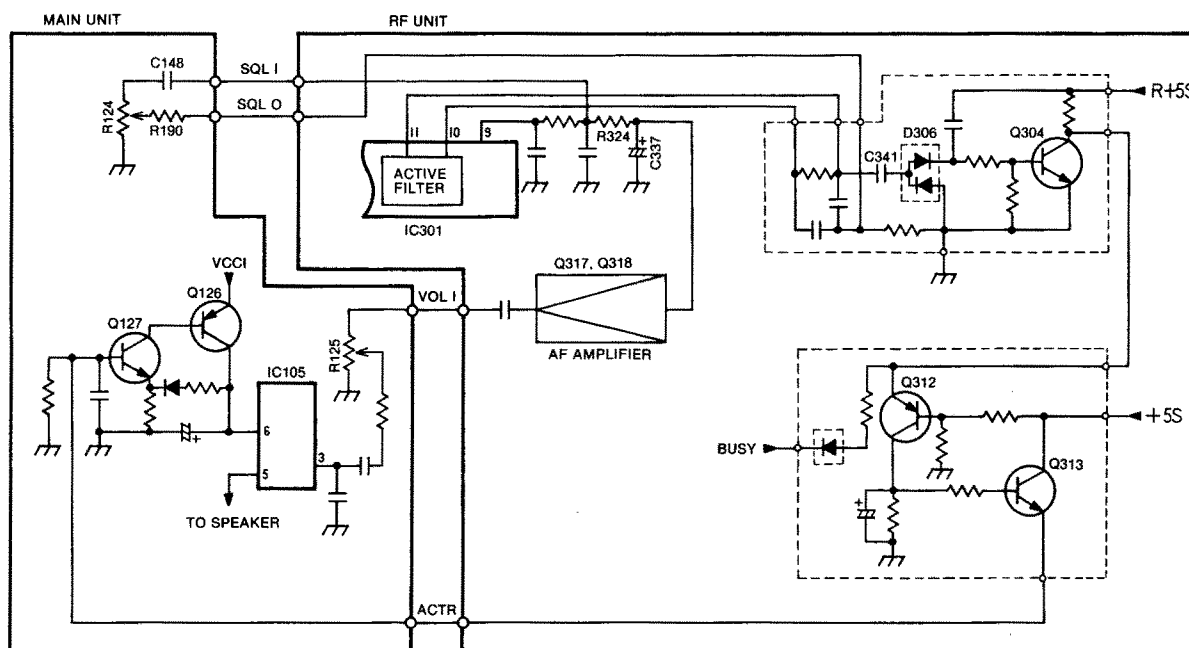 MAIN UNIT
RF UNIT
C148
SQL I
SQL O
R124
R190
11
10
9
R324
C337
ACTIVE
FILTER
IC301
R+5S
D306
Q304
C341
VCCI
Q126
Q127
VOL I
Q317, Q318
AF AMPLIFIER
R125
IC105
6
3
5
TO SPEAKER
Q312
+5S
BUSY
Q313
ACTR
+
+
+